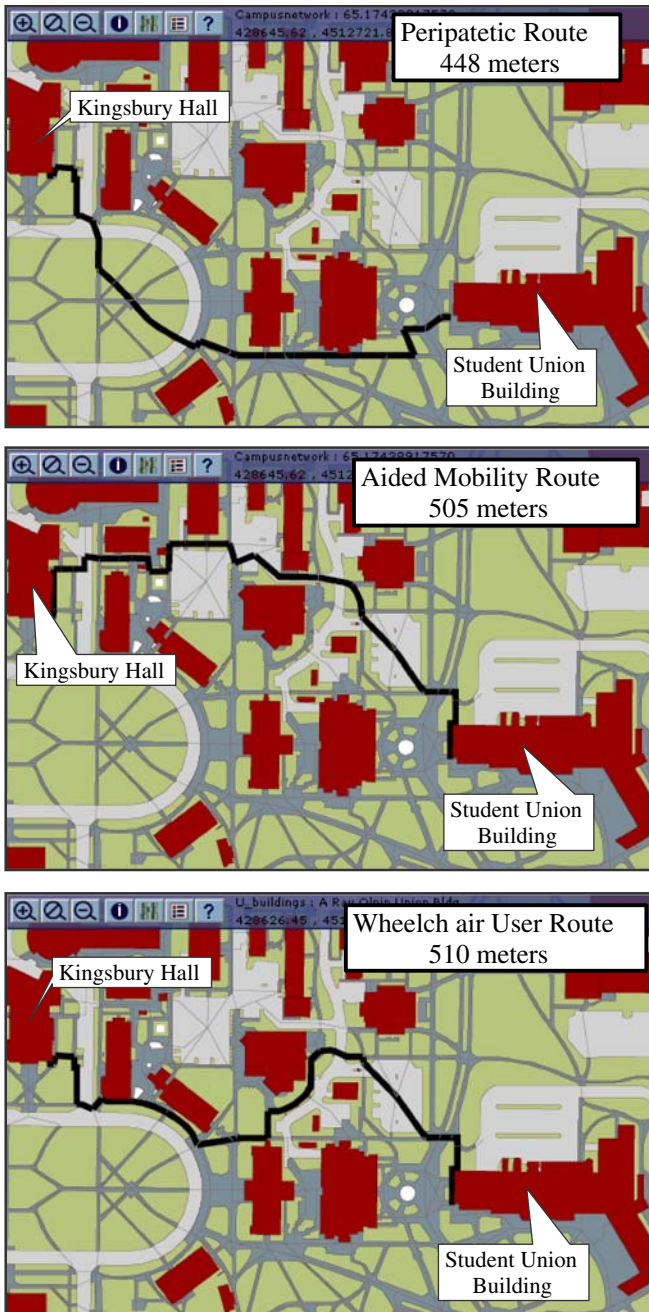 Campusnetwork : 65.17428917570
428645.62 , 4512721.8
Peripatetic Route
448 meters
Kingsbury Hall
Student Union
Building
Campusnetwork : 65.17428917570
428645.62 , 4512
Aided Mobility Route
505 meters
Kingsbury Hall
Student Union
Building
U_buildings : A Ray Olpin Union Bldg
428626.45 , 451
Wheelch air User Route
510 meters
Kingsbury Hall
Student Union
Building